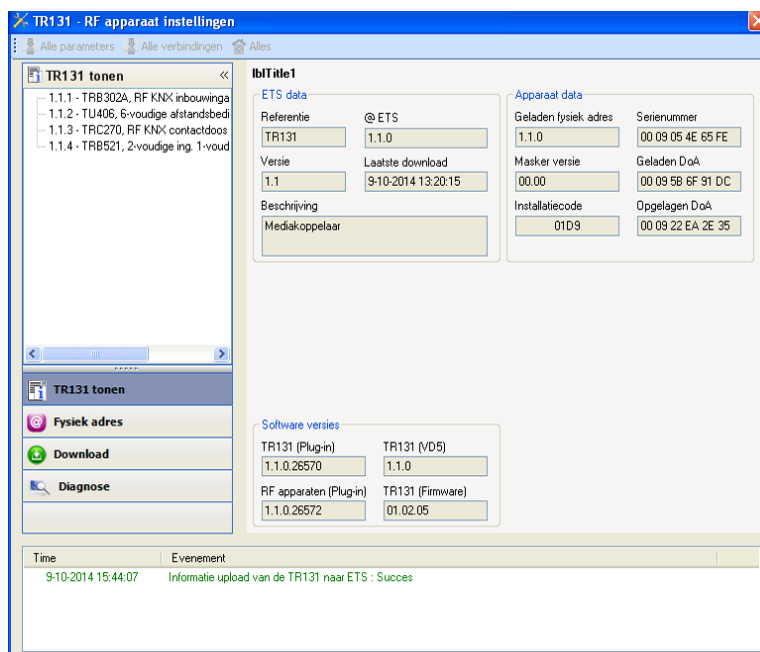 TR131 - RF apparaat instellingen
Alle parameters Alle verbindingen Alles
TR131 tonen «
1.1.1 - TRB302A, RF KNX inbouwinga
1.1.2 - TU406, 6-voudige afstandsbedi
1.1.3 - TRC270, RF KNX contactdoos
1.1.4 - TRB521, 2-voudige ing. 1-voud
TR131 tonen
Fysiek adres
Download
Diagnose
lblTitle1
ETS data
Referentie @ ETS
TR131 1.1.0
Versie Laatste download
1.1 9-10-2014 13:20:15
Beschrijving
Mediakoppelaar
Apparaat data
Geladen fysiek adres Serienummer
1.1.0 00 09 05 4E 65 FE
Masker versie Geladen DoA
00.00 00 09 5B 6F 91 DC
Installatiecode Opgelagen DoA
01D9 00 09 22 EA 2E 35
Software versies
TR131 (Plug-in) TR131 (VD5)
1.1.0.26570 1.1.0
RF apparaten (Plug-in) TR131 (Firmware)
1.1.0.26572 01.02.05
Time Evenement
9-10-2014 15:44:07 Informatie upload van de TR131 naar ETS : Succes